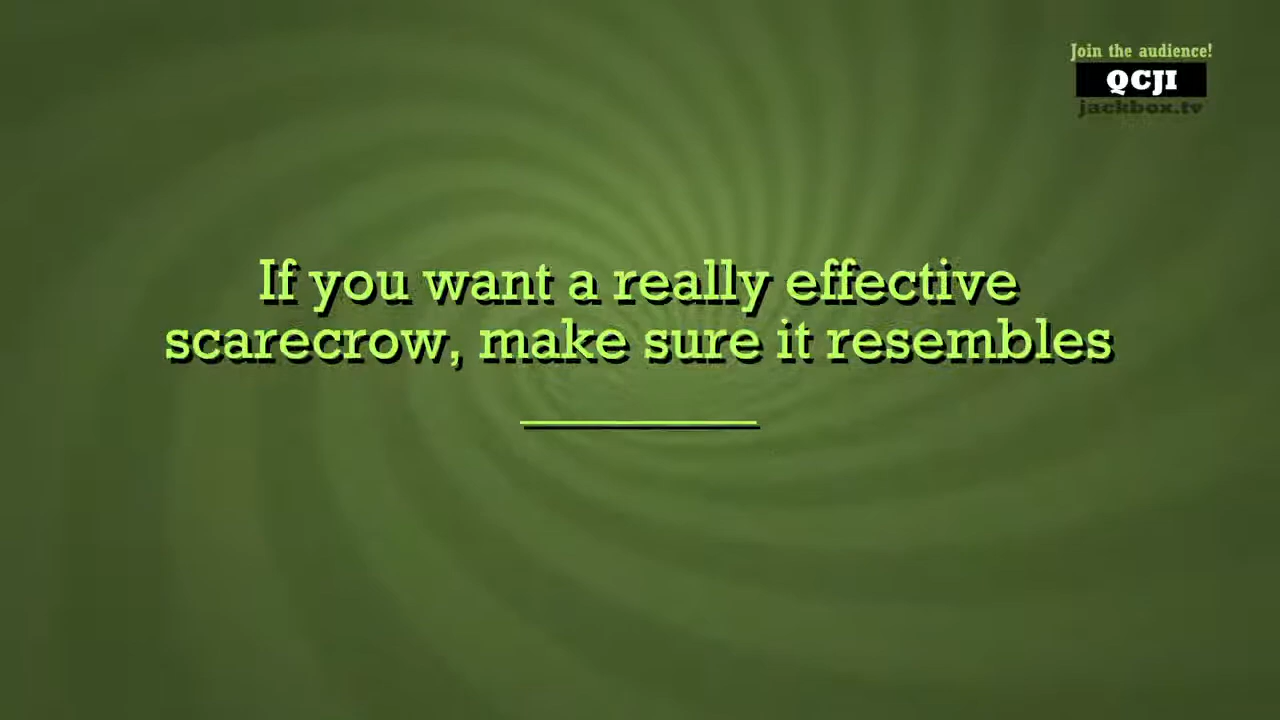 Join the audience!
QCJI
jackbox.tv
If you want a really effective
scarecrow, make sure it resembles